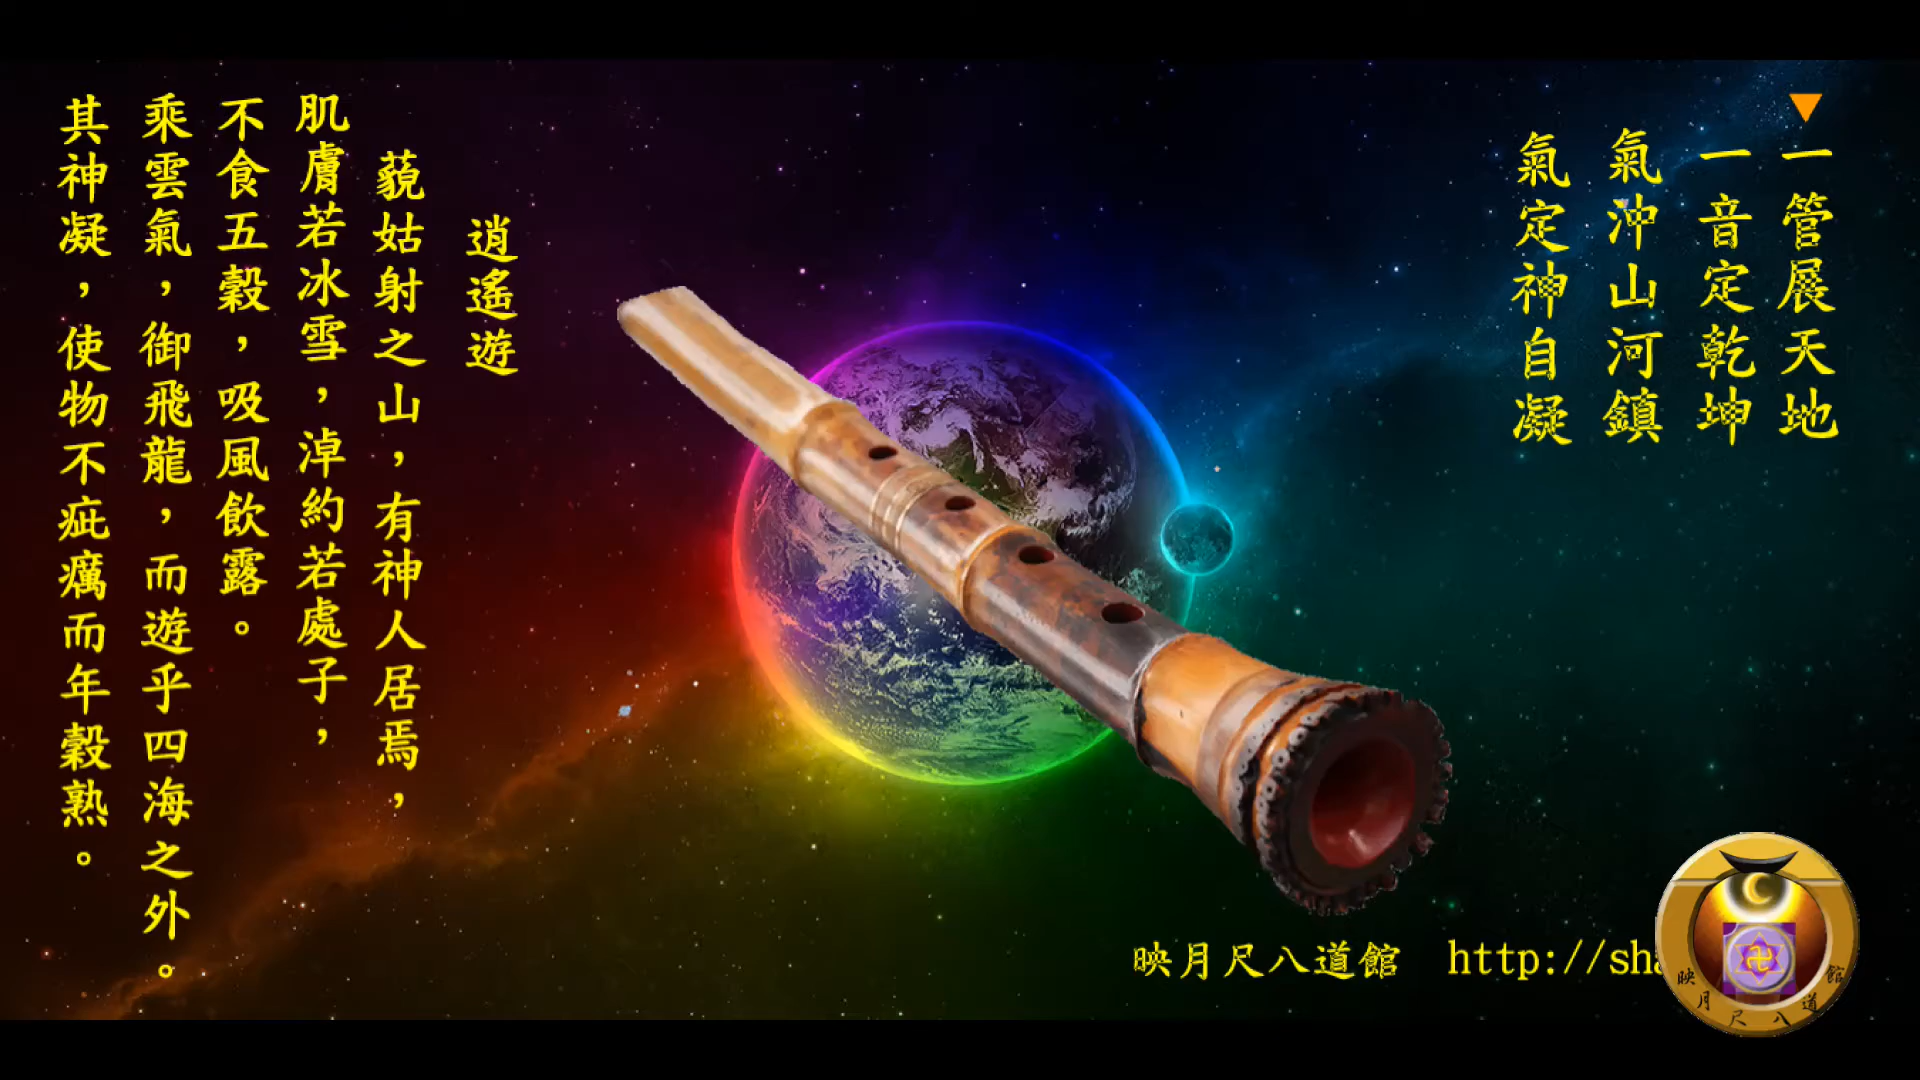 一管展天地
一音定乾坤
氣沖山河鎮
氣定神自凝
逍遙遊
藐姑射之山，有神人居焉，
肌膚若冰雪，淖約若處子，
不食五穀，吸風飲露。
乘雲氣，御飛龍，而遊乎四海之外。
其神凝，使物不疵癘而年穀熟。
映月尺八道館 http://sha
映月尺八道館